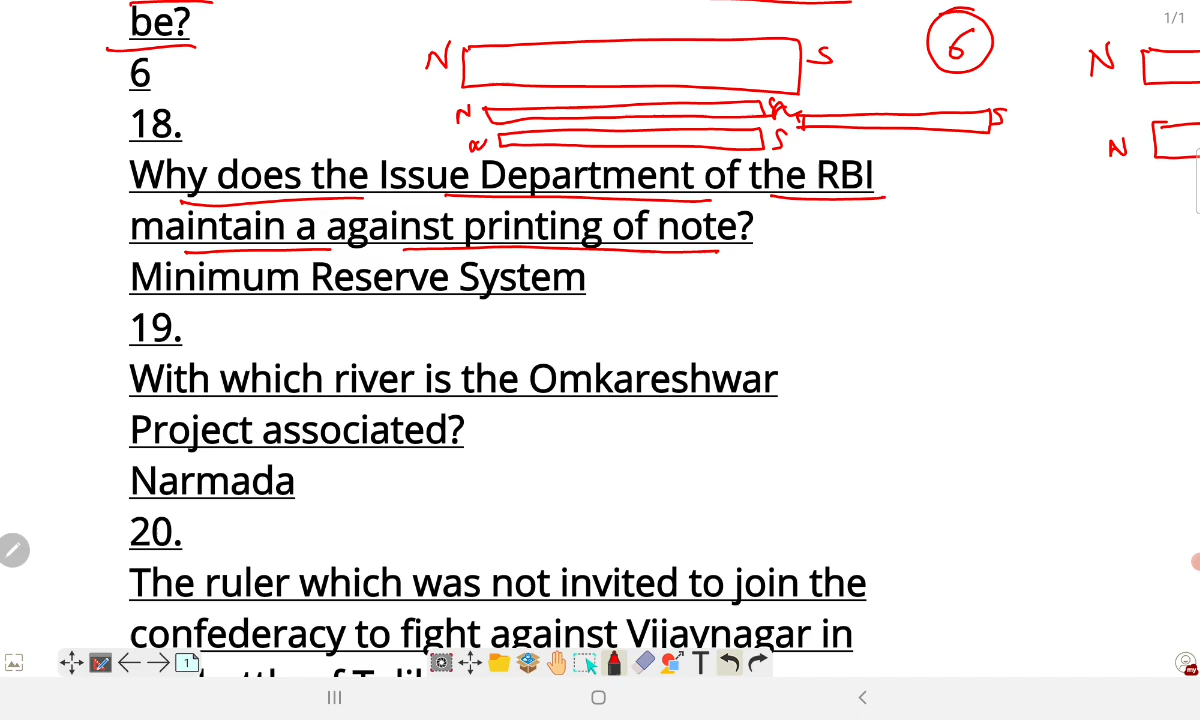 be?
N S 6 1/1 N
6
N S S
18. N S N
Why does the Issue Department of the RBI
maintain a against printing of note?
Minimum Reserve System
19.
With which river is the Omkareshwar
Project associated?
Narmada
20.
The ruler which was not invited to join the
confederacy to fight against Vijaynagar in
1 T